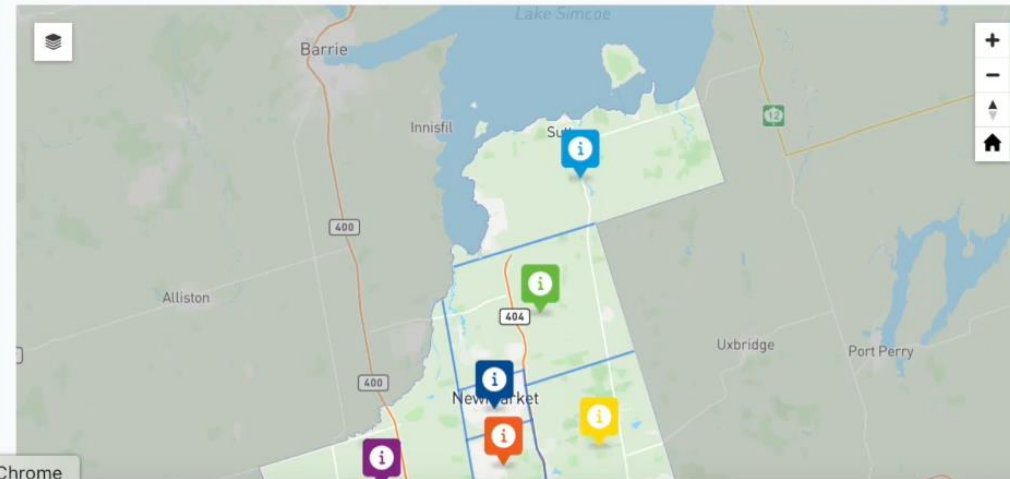 Lake Simcoe
Barrie
12
Innisfil
400
Alliston
404
Uxbridge
Port Perry
400
Newmarket
Chrome